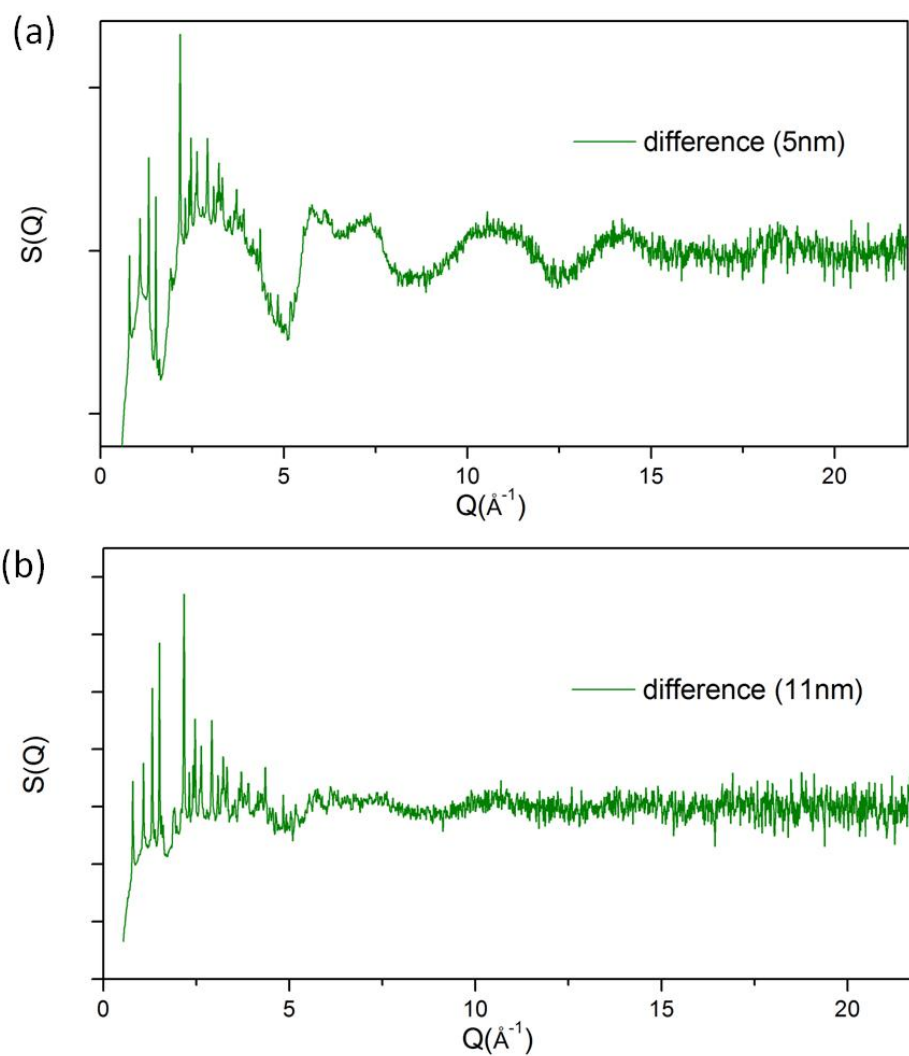 (a)
difference (5nm)
S(Q)
0
5
10
15
20
Q(Å⁻¹)
(b)
difference (11nm)
S(Q)
0
5
10
15
20
Q(Å⁻¹)